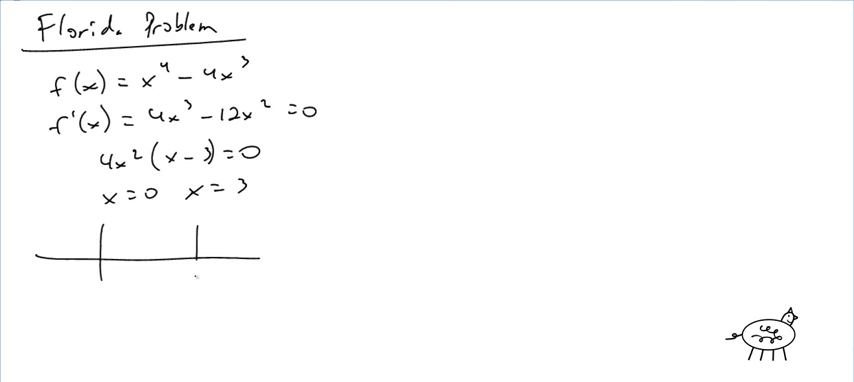 Florida Problem
f(x) = x⁴ - 4x³
f'(x) = 4x³ - 12x² = 0
4x² (x - 3) = 0
x = 0 x = 3